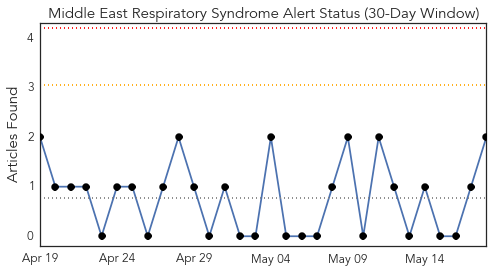 Middle East Respiratory Syndrome Alert Status (30-Day Window)
Articles Found
4
3
2
1
0
Apr 19 Apr 24 Apr 29 May 04 May 09 May 14